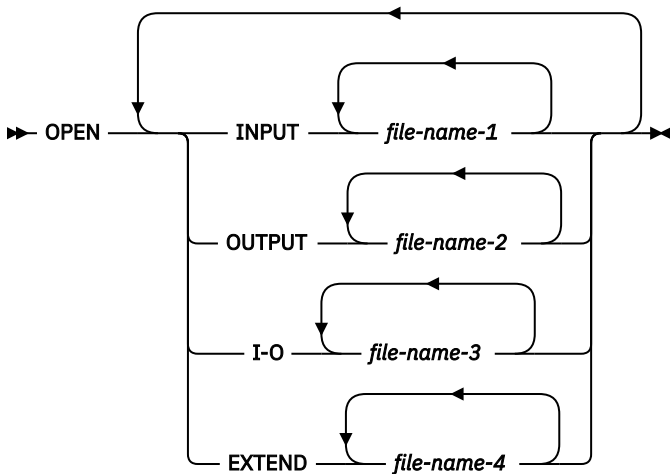 OPEN INPUT file-name-1
OUTPUT file-name-2
I-O file-name-3
EXTEND file-name-4